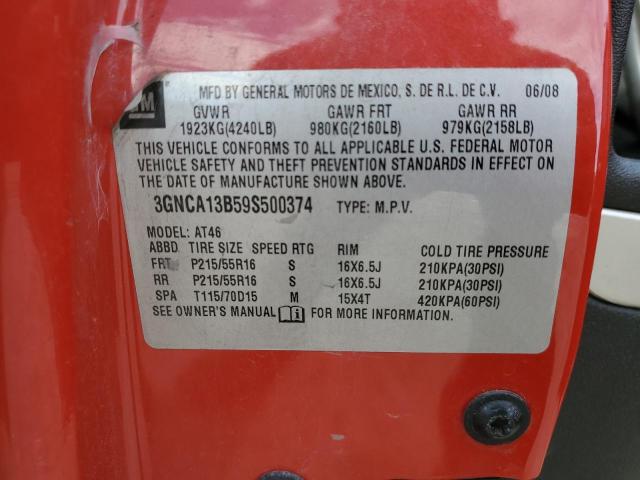 GM
MFD BY GENERAL MOTORS DE MEXICO, S. DE R.L. DE C.V. 06/08
GVWR GAWR FRT GAWR RR
1923KG(4240LB) 980KG(2160LB) 979KG(2158LB)
THIS VEHICLE CONFORMS TO ALL APPLICABLE U.S. FEDERAL MOTOR
VEHICLE SAFETY AND THEFT PREVENTION STANDARDS IN EFFECT ON
THE DATE OF MANUFACTURE SHOWN ABOVE.
3GNCA13B59S500374 TYPE: M.P.V.
MODEL: AT46
ABBD TIRE SIZE SPEED RTG RIM COLD TIRE PRESSURE
FRT P215/55R16 S 16X6.5J 210KPA(30PSI)
RR P215/55R16 S 16X6.5J 210KPA(30PSI)
SPA T115/70D15 M 15X4T 420KPA(60PSI)
SEE OWNER'S MANUAL FOR MORE INFORMATION.